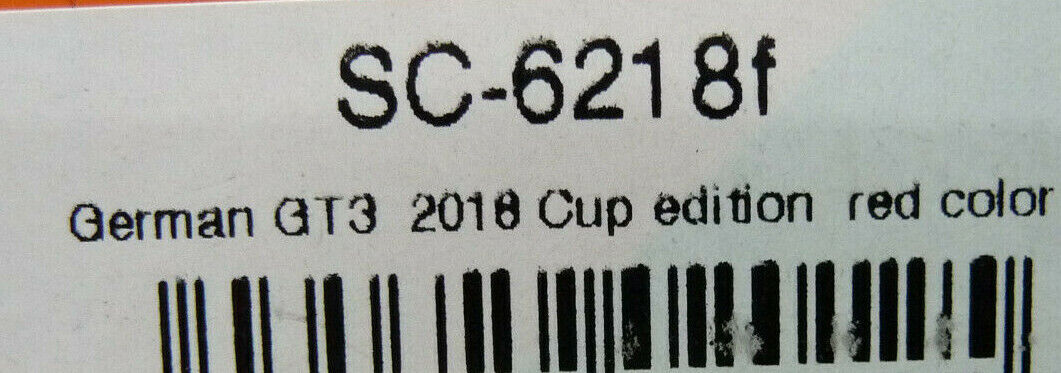 SC-6218f
German GT3 2018 Cup edition red color